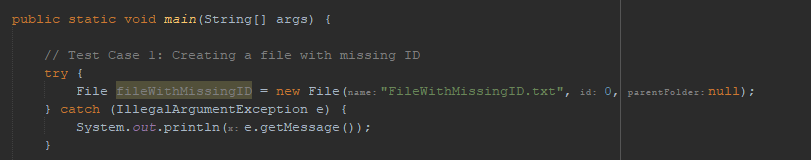 public static void main(String[] args) {
// Test Case 1: Creating a file with missing ID
try {
File fileWithMissingID = new File( name: "FileWithMissingID.txt", id: 0, parentFolder: null);
} catch (IllegalArgumentException e) {
System.out.println( x: e.getMessage());
}